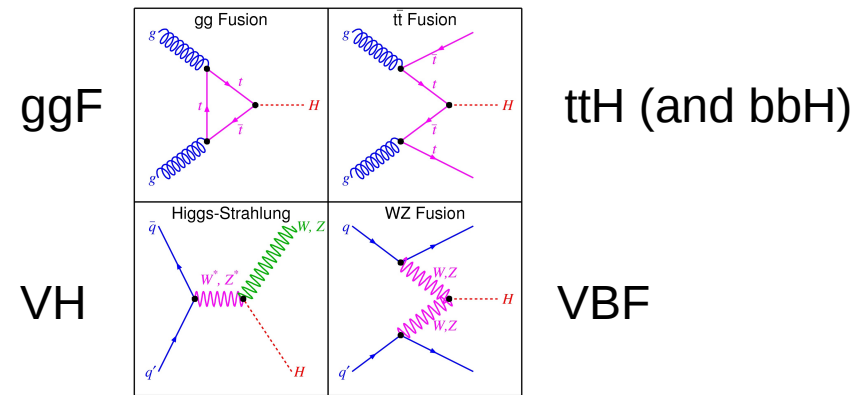 gg Fusion
g
t
t
t̄
H
g
ggF
tt̄ Fusion
g
t̄
t
H
t̄
t
g
ttH (and bbH)
Higgs-Strahlung
q̄
W, Z
W*, Z*
q′
H
VH
WZ Fusion
q
W,Z
H
W,Z
q′
VBF